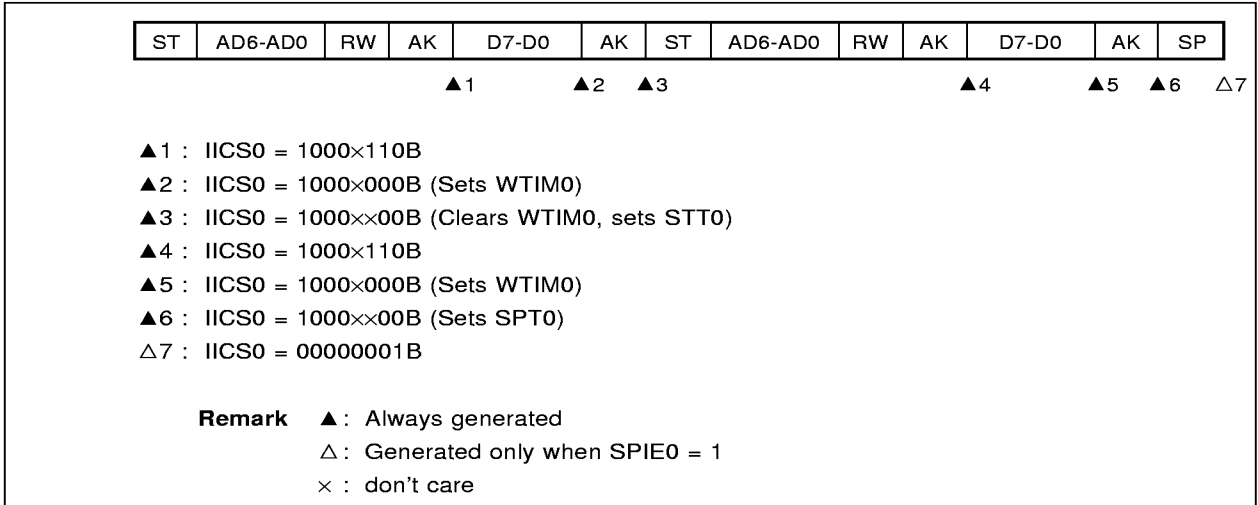 ST AD6-AD0 RW AK D7-D0 AK ST AD6-AD0 RW AK D7-D0 AK SP
▲1 ▲2 ▲3 ▲4 ▲5 ▲6 △7
▲1 : IICS0 = 1000×110B
▲2 : IICS0 = 1000×000B (Sets WTIM0)
▲3 : IICS0 = 1000××00B (Clears WTIM0, sets STT0)
▲4 : IICS0 = 1000×110B
▲5 : IICS0 = 1000×000B (Sets WTIM0)
▲6 : IICS0 = 1000××00B (Sets SPT0)
△7 : IICS0 = 00000001B
Remark ▲ : Always generated
△ : Generated only when SPIE0 = 1
× : don't care